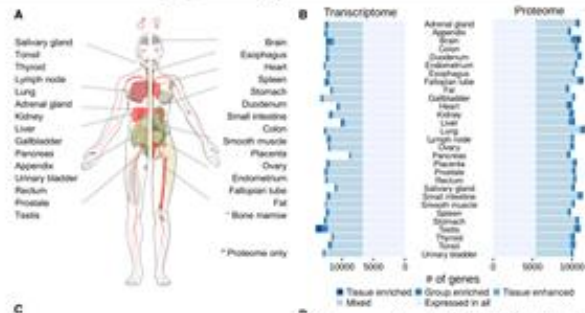 A
Salivary gland
Tonsil
Thyroid
Lymph node
Lung
Adrenal gland
Kidney
Liver
Gallbladder
Pancreas
Appendix
Urinary bladder
Rectum
Prostate
Testis
Brain
Esophagus
Heart
Spleen
Stomach
Duodenum
Small intestine
Colon
Smooth muscle
Placenta
Ovary
Endometrium
Fallopian tube
Fat
* Bone marrow
* Proteome only
B
Transcriptome
Proteome
Adrenal gland
Appendix
Brain
Colon
Duodenum
Endometrium
Esophagus
Fallopian tube
Fat
Gallbladder
Heart
Kidney
Liver
Lung
Lymph node
Ovary
Pancreas
Placenta
Prostate
Rectum
Salivary gland
Small intestine
Smooth muscle
Spleen
Stomach
Testis
Thyroid
Tonsil
Urinary bladder
10000 5000 0
0 5000 10000
# of genes
Tissue enriched Group enriched Tissue enhanced
Mixed Expressed in all
C